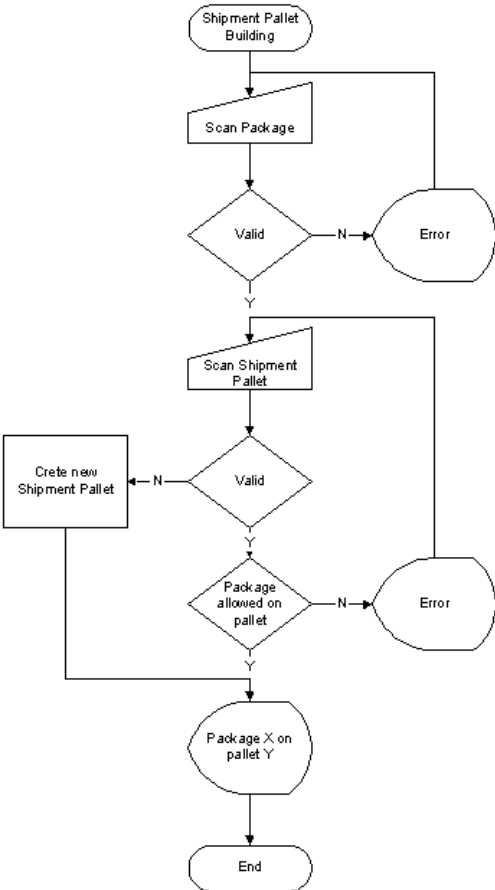 Shipment Pallet
Building
Scan Package
Valid
N
Error
Y
Scan Shipment
Pallet
Crete new
Shipment Pallet
N
Valid
Y
Package
allowed on
pallet
N
Error
Y
Package X on
pallet Y
End